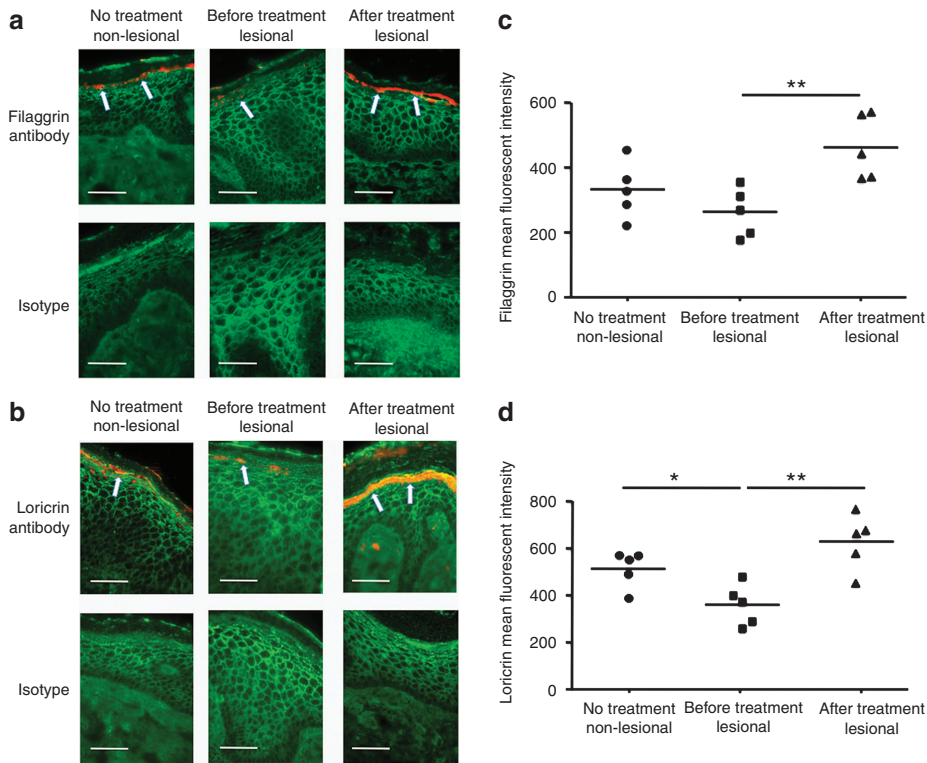 a
No treatment
non-lesional
Before treatment
lesional
After treatment
lesional
Filaggrin
antibody
Isotype
b
No treatment
non-lesional
Before treatment
lesional
After treatment
lesional
Loricrin
antibody
Isotype
c
Filaggrin mean fluorescent intensity
600
400
200
0
**
No treatment
non-lesional
Before treatment
lesional
After treatment
lesional
d
Loricrin mean fluorescent intensity
800
600
400
200
0
*
**
No treatment
non-lesional
Before treatment
lesional
After treatment
lesional